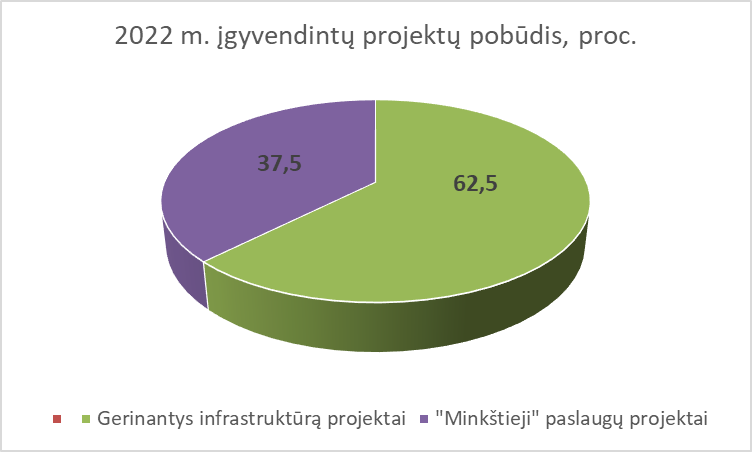 2022 m. įgyvendintų projektų pobūdis, proc.
37,5
62,5
Gerinantys infrastruktūrą projektai "Minkštieji" paslaugų projektai